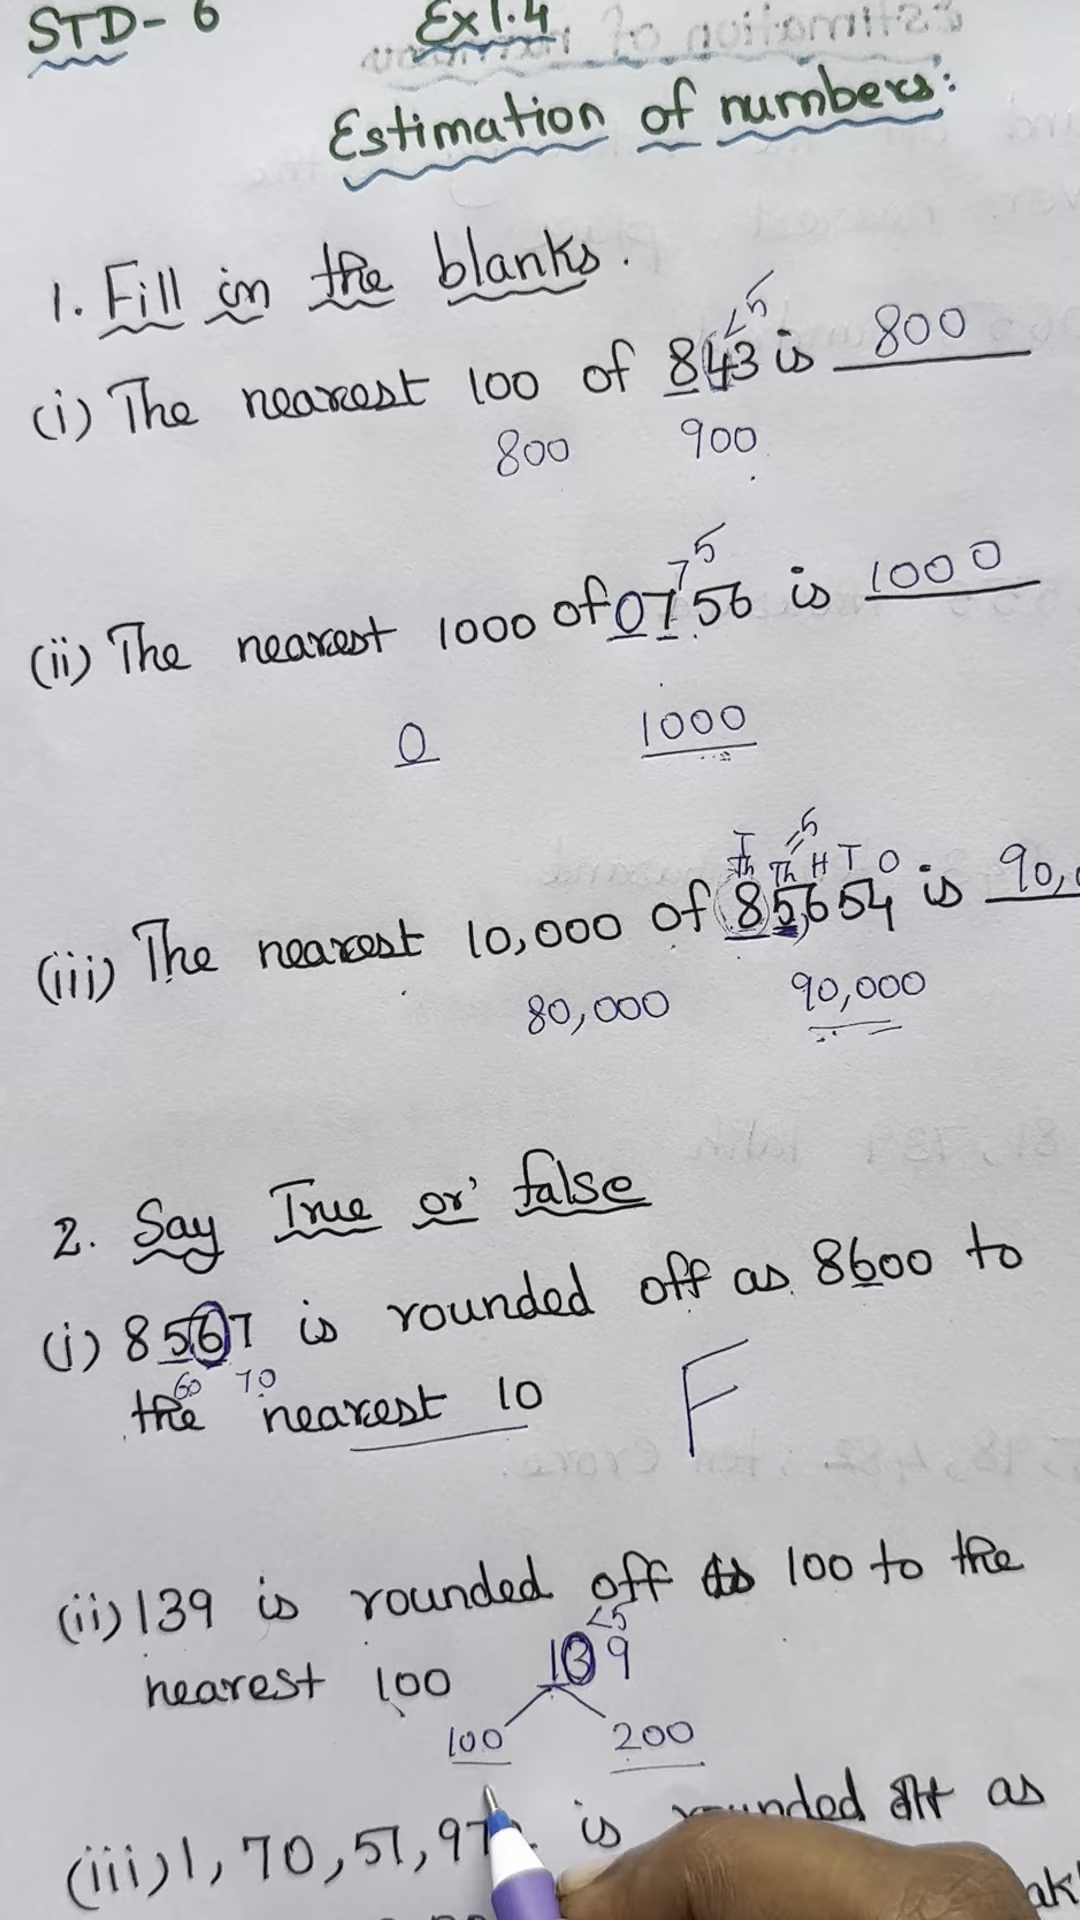 STD- 6 Ex 1.4
Estimation of numbers:
1. Fill in the blanks.
< 5
(i) The nearest 100 of 843 is 800
800 900
7 5
(ii) The nearest 1000 of 0756 is 1000
0 1000
T = 5
Th Th H T O
(iii) The nearest 10,000 of 85,654 is 90,
80,000 90,000
2. Say True or false
(i) 8567 is rounded off as 8600 to
60 70
the nearest 10 F
(ii) 139 is rounded off as 100 to the
<5
nearest 100 139
100 200
(iii) 1,70,51,97 is rounded off as